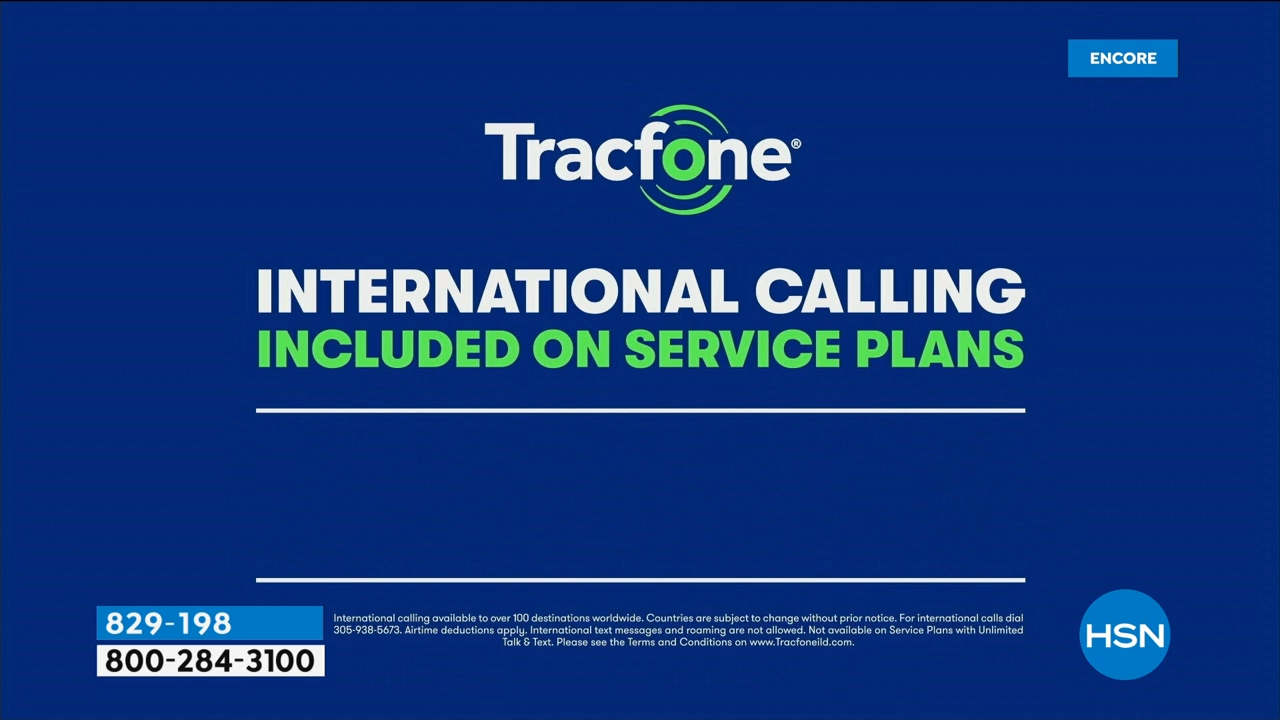 ENCORE
Tracfone®
INTERNATIONAL CALLING
INCLUDED ON SERVICE PLANS
829-198
800-284-3100
International calling available to over 100 destinations worldwide. Countries are subject to change without prior notice. For international calls dial
305-938-5673. Airtime deductions apply. International text messages and roaming are not allowed. Not available on Service Plans with Unlimited
Talk & Text. Please see the Terms and Conditions on www.Tracfoneild.com.
HSN